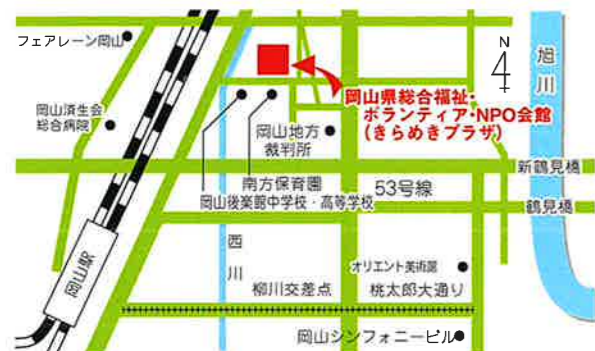 フェアレーン岡山
N
旭川
岡山県総合福祉・
ボランティア・NPO会館
(きらめきプラザ)
岡山済生会
総合病院
岡山地方
裁判所
新鶴見橋
南方保育園
53号線
岡山後楽館中学校・高等学校
鶴見橋
岡山駅
西川
オリエント美術館
柳川交差点
桃太郎大通り
岡山シンフォニービル